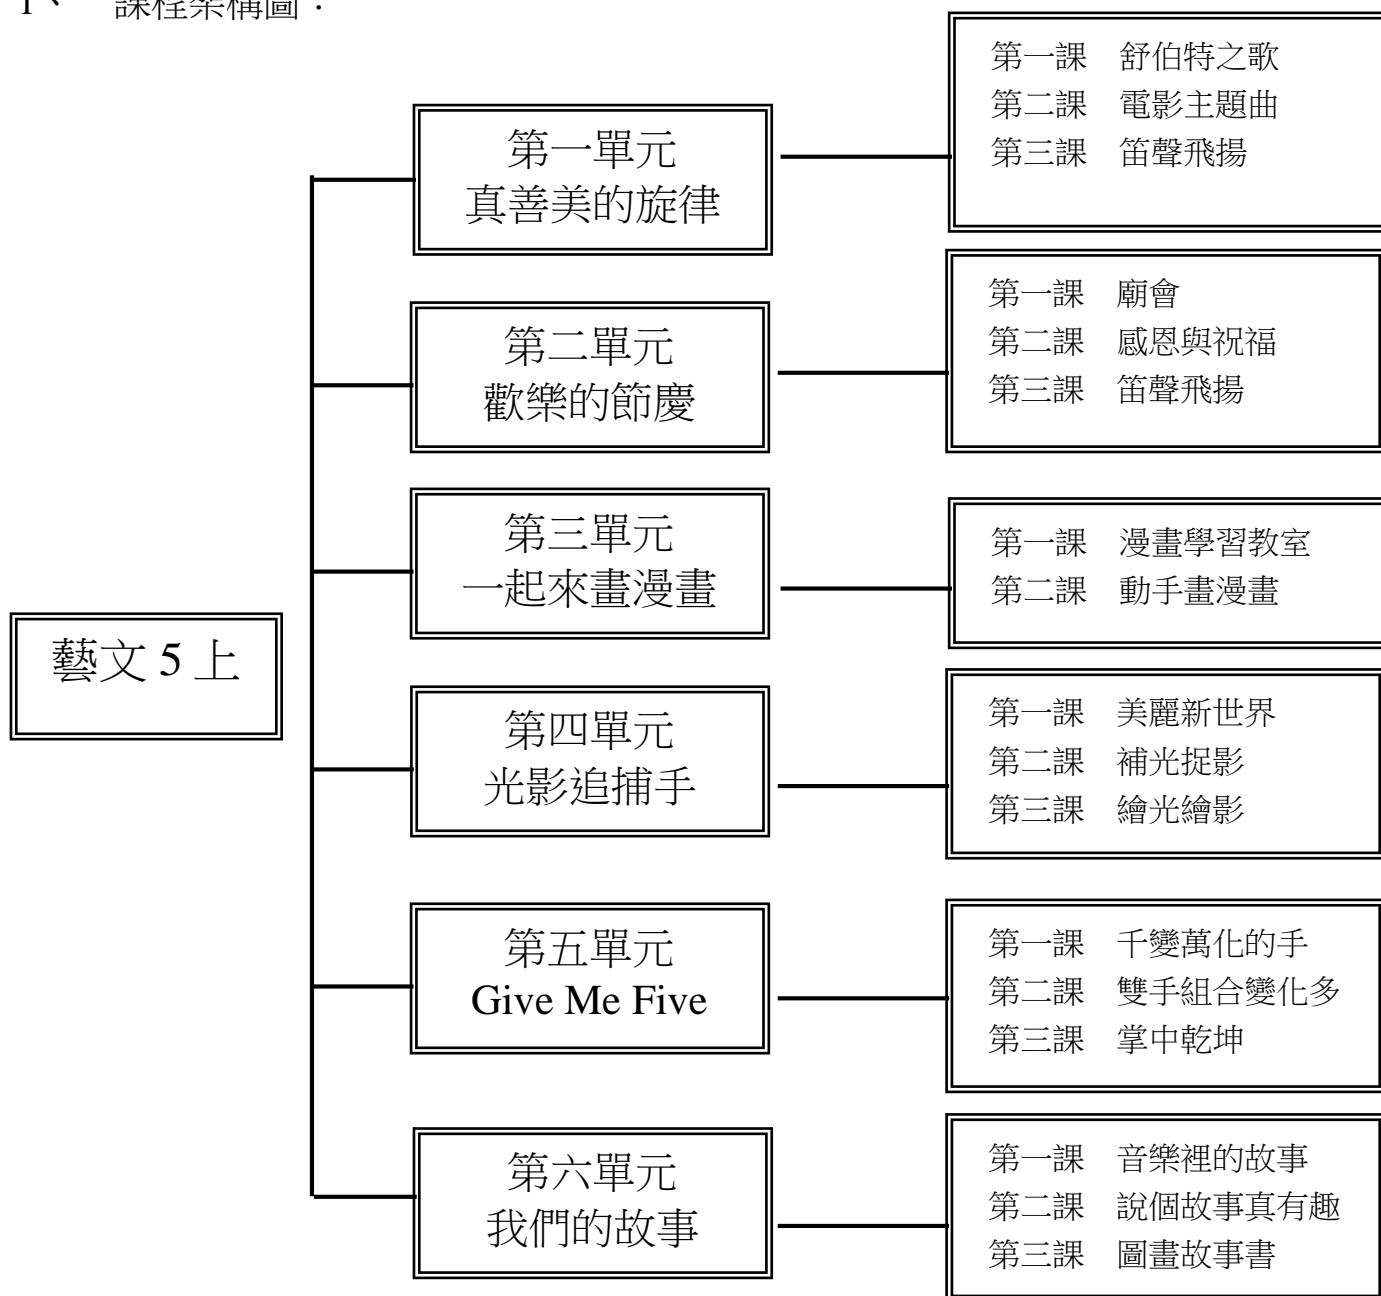 1、 課程架構圖：
第一單元
真善美的旋律
第一課 舒伯特之歌
第二課 電影主題曲
第三課 笛聲飛揚
第二單元
歡樂的節慶
第一課 廟會
第二課 感恩與祝福
第三課 笛聲飛揚
第三單元
一起來畫漫畫
第一課 漫畫學習教室
第二課 動手畫漫畫
藝文 5 上
第四單元
光影追捕手
第一課 美麗新世界
第二課 補光捉影
第三課 繪光繪影
第五單元
Give Me Five
第一課 千變萬化的手
第二課 雙手組合變化多
第三課 掌中乾坤
第六單元
我們的故事
第一課 音樂裡的故事
第二課 說個故事真有趣
第三課 圖畫故事書